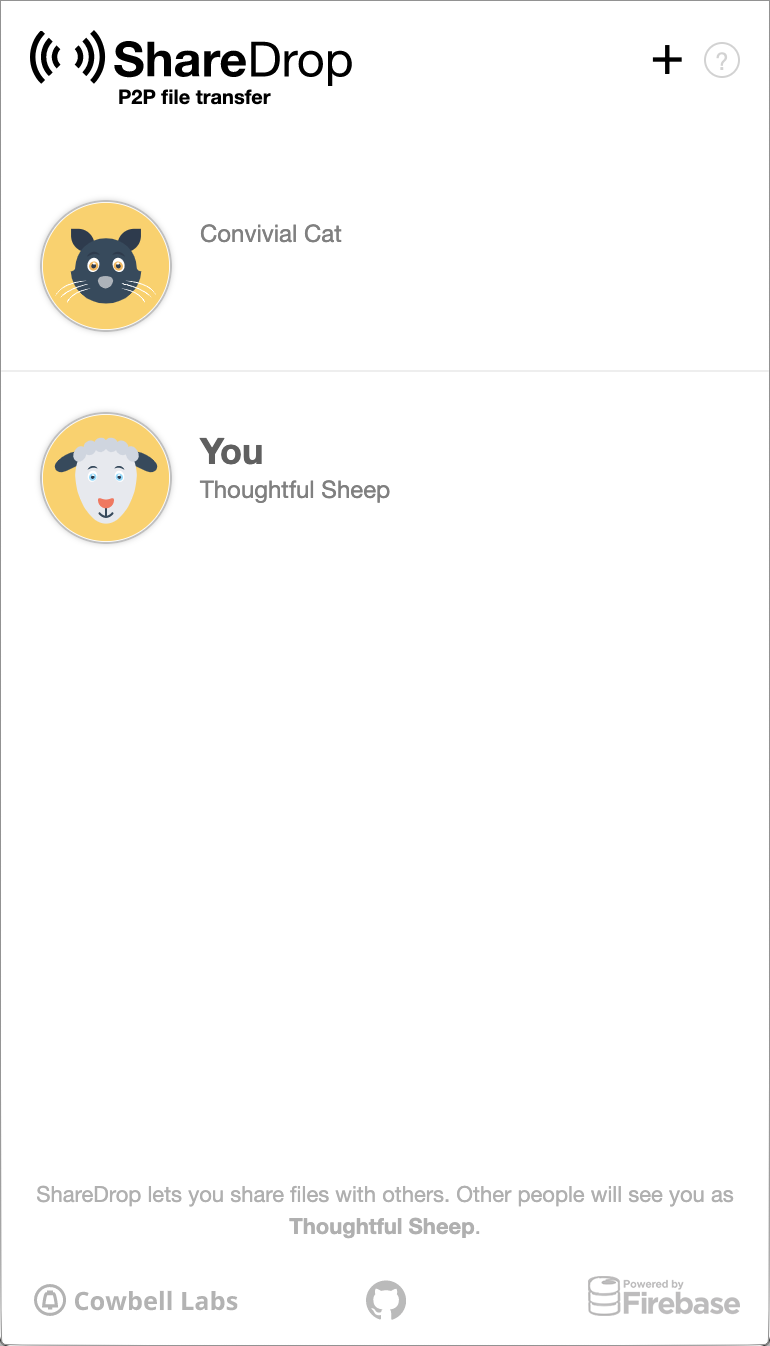 ShareDrop
P2P file transfer
+
?
Convivial Cat
You
Thoughtful Sheep
ShareDrop lets you share files with others. Other people will see you as
Thoughtful Sheep.
Cowbell Labs
Powered by
Firebase